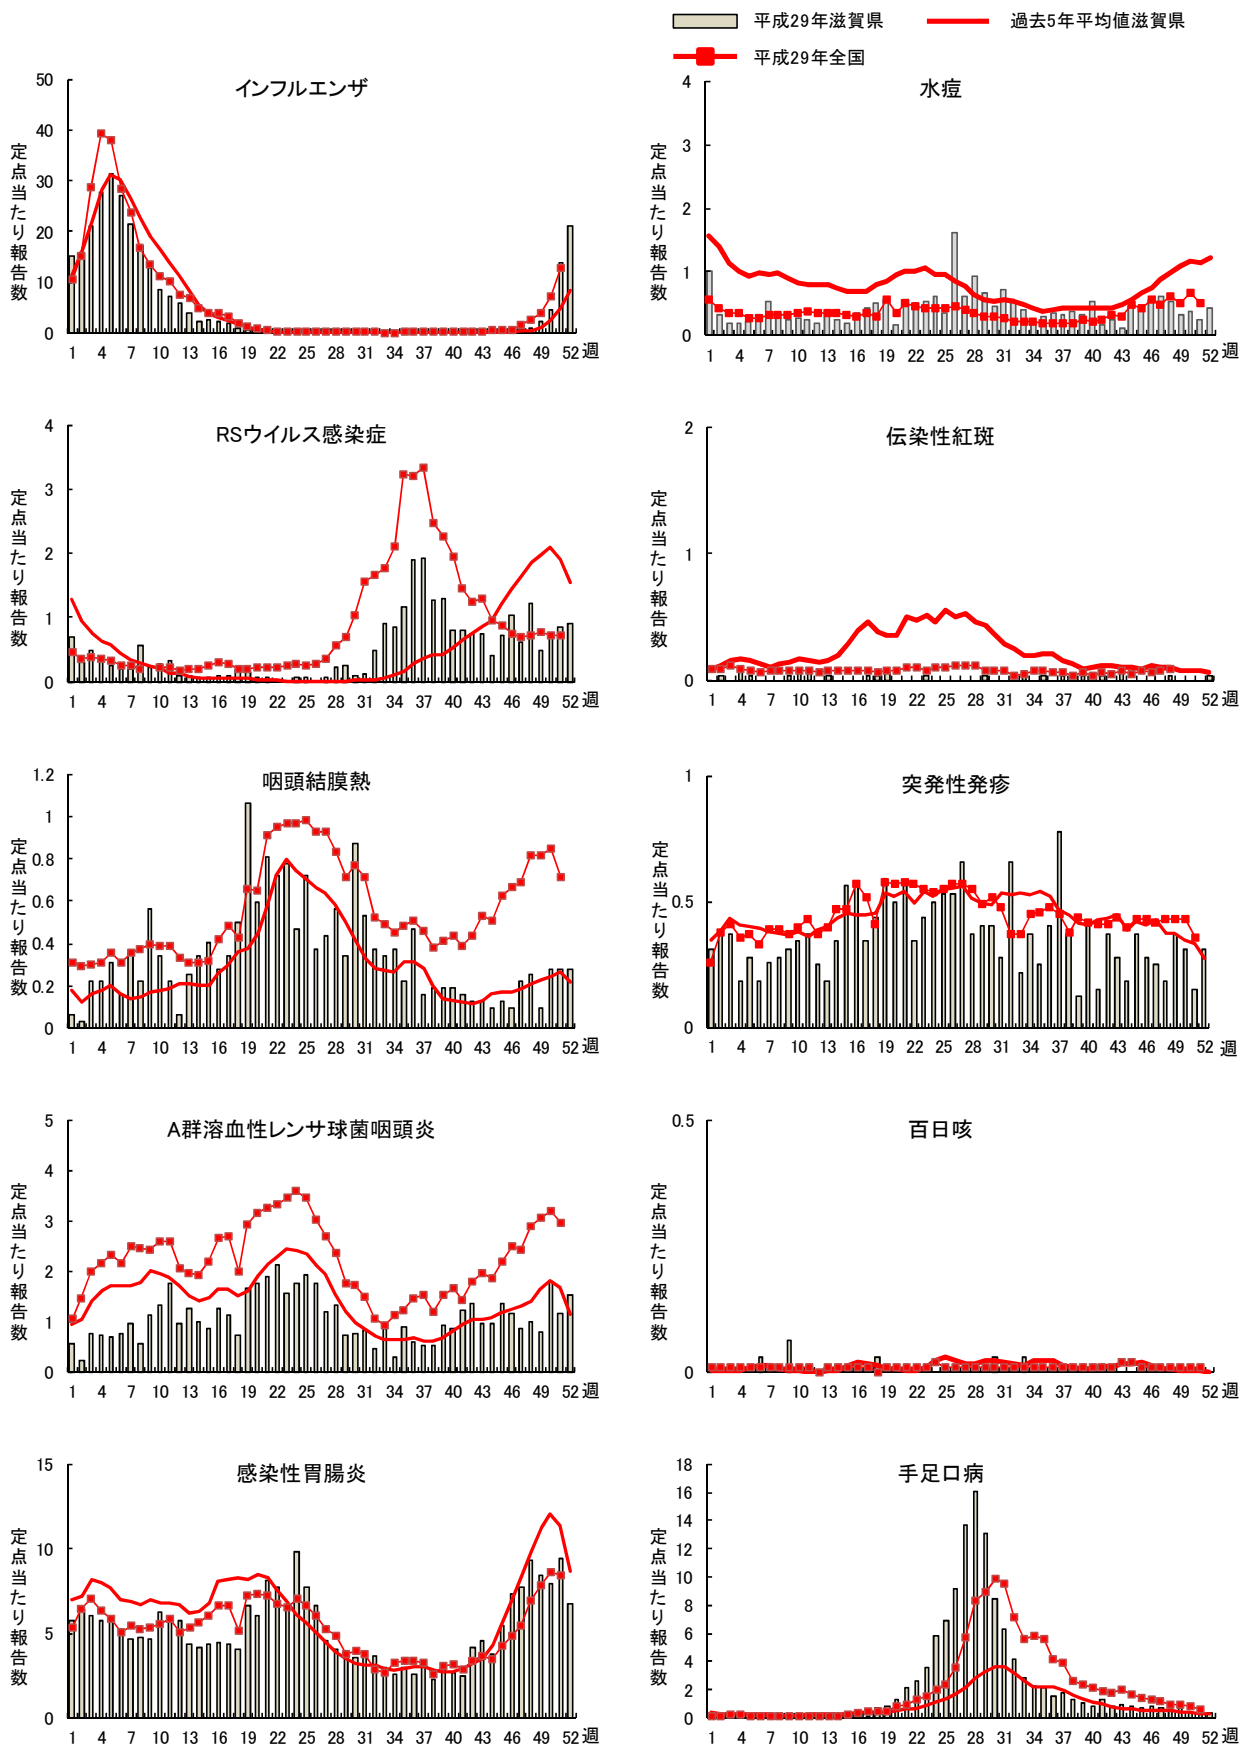 平成29年滋賀県
過去5年平均値滋賀県
平成29年全国
インフルエンザ
定点当たり報告数
50
40
30
20
10
0
1 4 7 10 13 16 19 22 25 28 31 34 37 40 43 46 49 52 週
水痘
定点当たり報告数
4
3
2
1
0
1 4 7 10 13 16 19 22 25 28 31 34 37 40 43 46 49 52 週
RSウイルス感染症
定点当たり報告数
4
3
2
1
0
1 4 7 10 13 16 19 22 25 28 31 34 37 40 43 46 49 52 週
伝染性紅斑
定点当たり報告数
2
1
0
1 4 7 10 13 16 19 22 25 28 31 34 37 40 43 46 49 52 週
咽頭結膜熱
定点当たり報告数
1.2
1
0.8
0.6
0.4
0.2
0
1 4 7 10 13 16 19 22 25 28 31 34 37 40 43 46 49 52 週
突発性発疹
定点当たり報告数
1
0.5
0
1 4 7 10 13 16 19 22 25 28 31 34 37 40 43 46 49 52 週
A群溶血性レンサ球菌咽頭炎
定点当たり報告数
5
4
3
2
1
0
1 4 7 10 13 16 19 22 25 28 31 34 37 40 43 46 49 52 週
百日咳
定点当たり報告数
0.5
0
1 4 7 10 13 16 19 22 25 28 31 34 37 40 43 46 49 52 週
感染性胃腸炎
定点当たり報告数
15
10
5
0
1 4 7 10 13 16 19 22 25 28 31 34 37 40 43 46 49 52 週
手足口病
定点当たり報告数
18
16
14
12
10
8
6
4
2
0
1 4 7 10 13 16 19 22 25 28 31 34 37 40 43 46 49 52 週